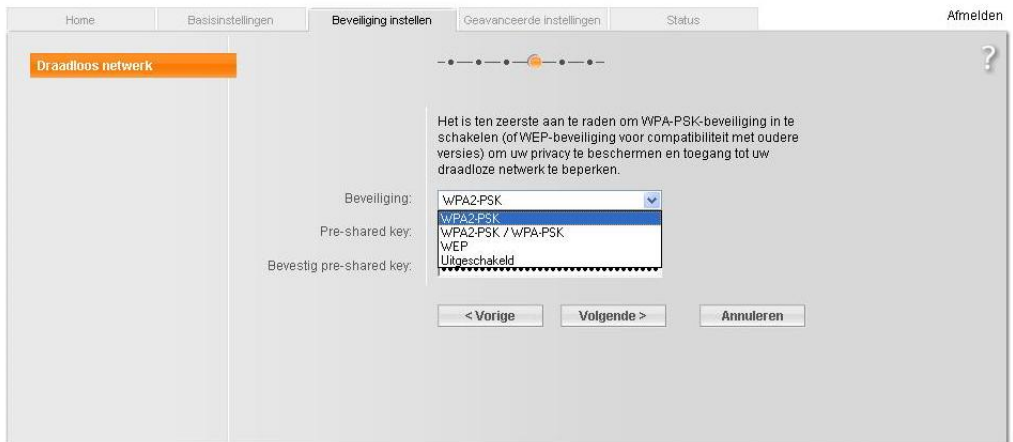 Home Basisinstellingen Beveiliging instellen Geavanceerde instellingen Status Afmelden
Draadloos netwerk
?
Het is ten zeerste aan te raden om WPA-PSK-beveiliging in te
schakelen (of WEP-beveiliging voor compatibiliteit met oudere
versies) om uw privacy te beschermen en toegang tot uw
draadloze netwerk te beperken.
Beveiliging: WPA2-PSK
WPA2-PSK
Pre-shared key: WPA2-PSK / WPA-PSK
WEP
Bevestig pre-shared key: Uitgeschakeld
< Vorige Volgende > Annuleren